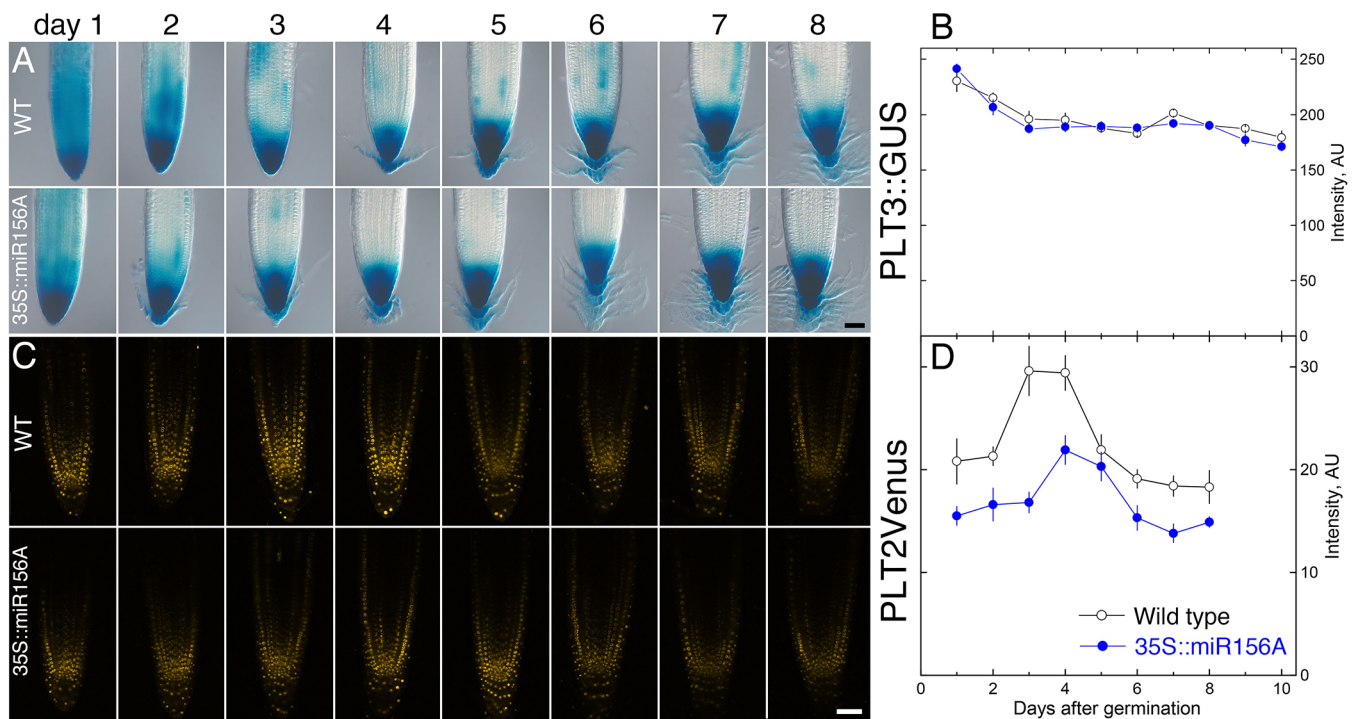 day 1 2 3 4 5 6 7 8
A
WT
35S::miR156A
C
WT
35S::miR156A
B
PLT3::GUS
250
200
150
100
50
0
Intensity, AU
D
PLT2Venus
30
20
10
0
Intensity, AU
Wild type
35S::miR156A
0 2 4 6 8 10
Days after germination